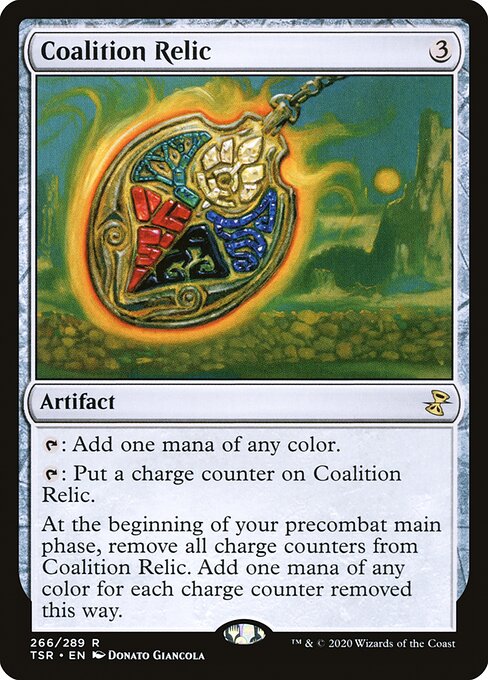 Coalition Relic 3
Artifact
: Add one mana of any color.
: Put a charge counter on Coalition
Relic.
At the beginning of your precombat main
phase, remove all charge counters from
Coalition Relic. Add one mana of any
color for each charge counter removed
this way.
266/289 R
TSR • EN Donato Giancola
™ & © 2020 Wizards of the Coast